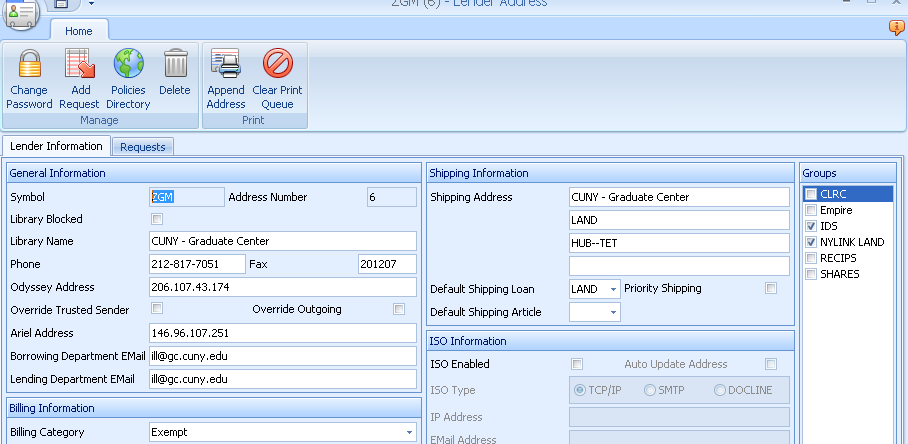 ZGM (6) - Lender Address
Home
Change Password
Add Request
Policies Directory
Delete
Append Address
Clear Print Queue
Manage
Print
Lender Information
Requests
General Information
Symbol ZGM Address Number 6
Library Blocked
Library Name CUNY - Graduate Center
Phone 212-817-7051 Fax 201207
Odyssey Address 206.107.43.174
Override Trusted Sender Override Outgoing
Ariel Address 146.96.107.251
Borrowing Department EMail ill@gc.cuny.edu
Lending Department EMail ill@gc.cuny.edu
Billing Information
Billing Category Exempt
Shipping Information
Shipping Address CUNY - Graduate Center
LAND
HUB--TET
Default Shipping Loan LAND Priority Shipping
Default Shipping Article
ISO Information
ISO Enabled Auto Update Address
ISO Type TCP/IP SMTP DOCLINE
IP Address
EMail Address
Groups
CLRC
Empire
IDS
NYLINK LAND
RECIPS
SHARES